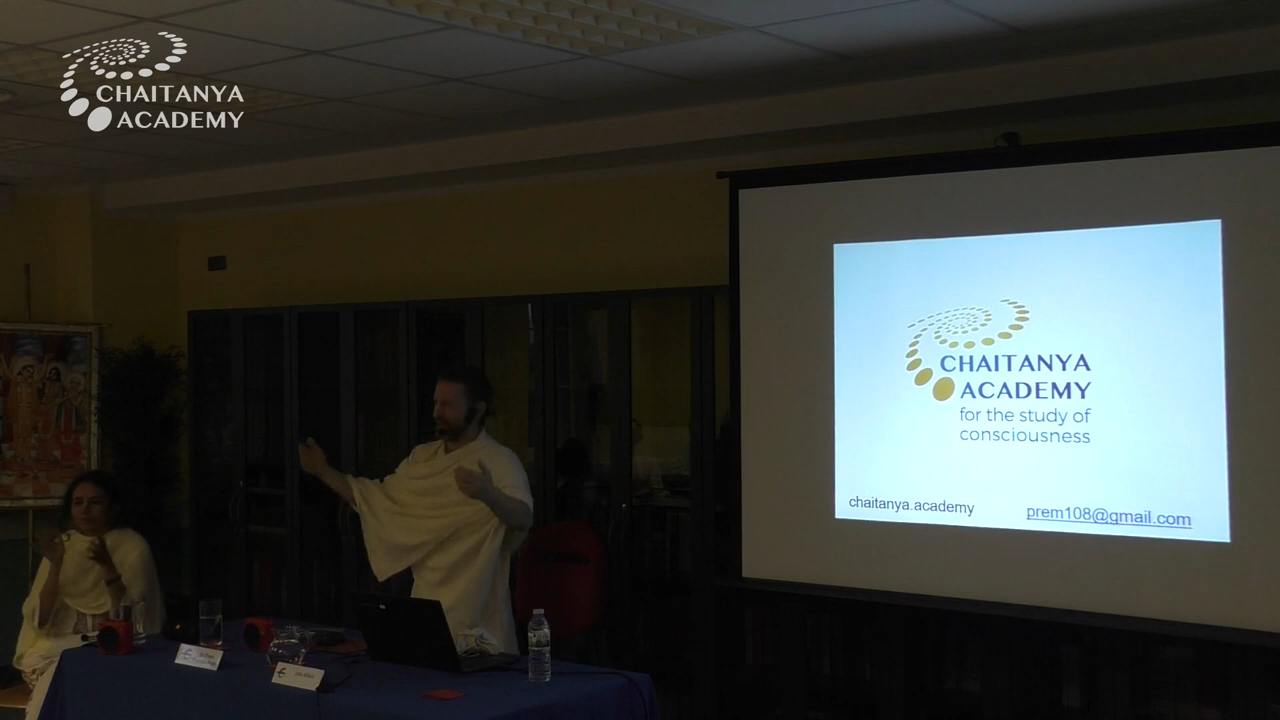 CHAITANYA
ACADEMY
CHAITANYA
ACADEMY
for the study of
consciousness
chaitanya.academy
prem108@gmail.com